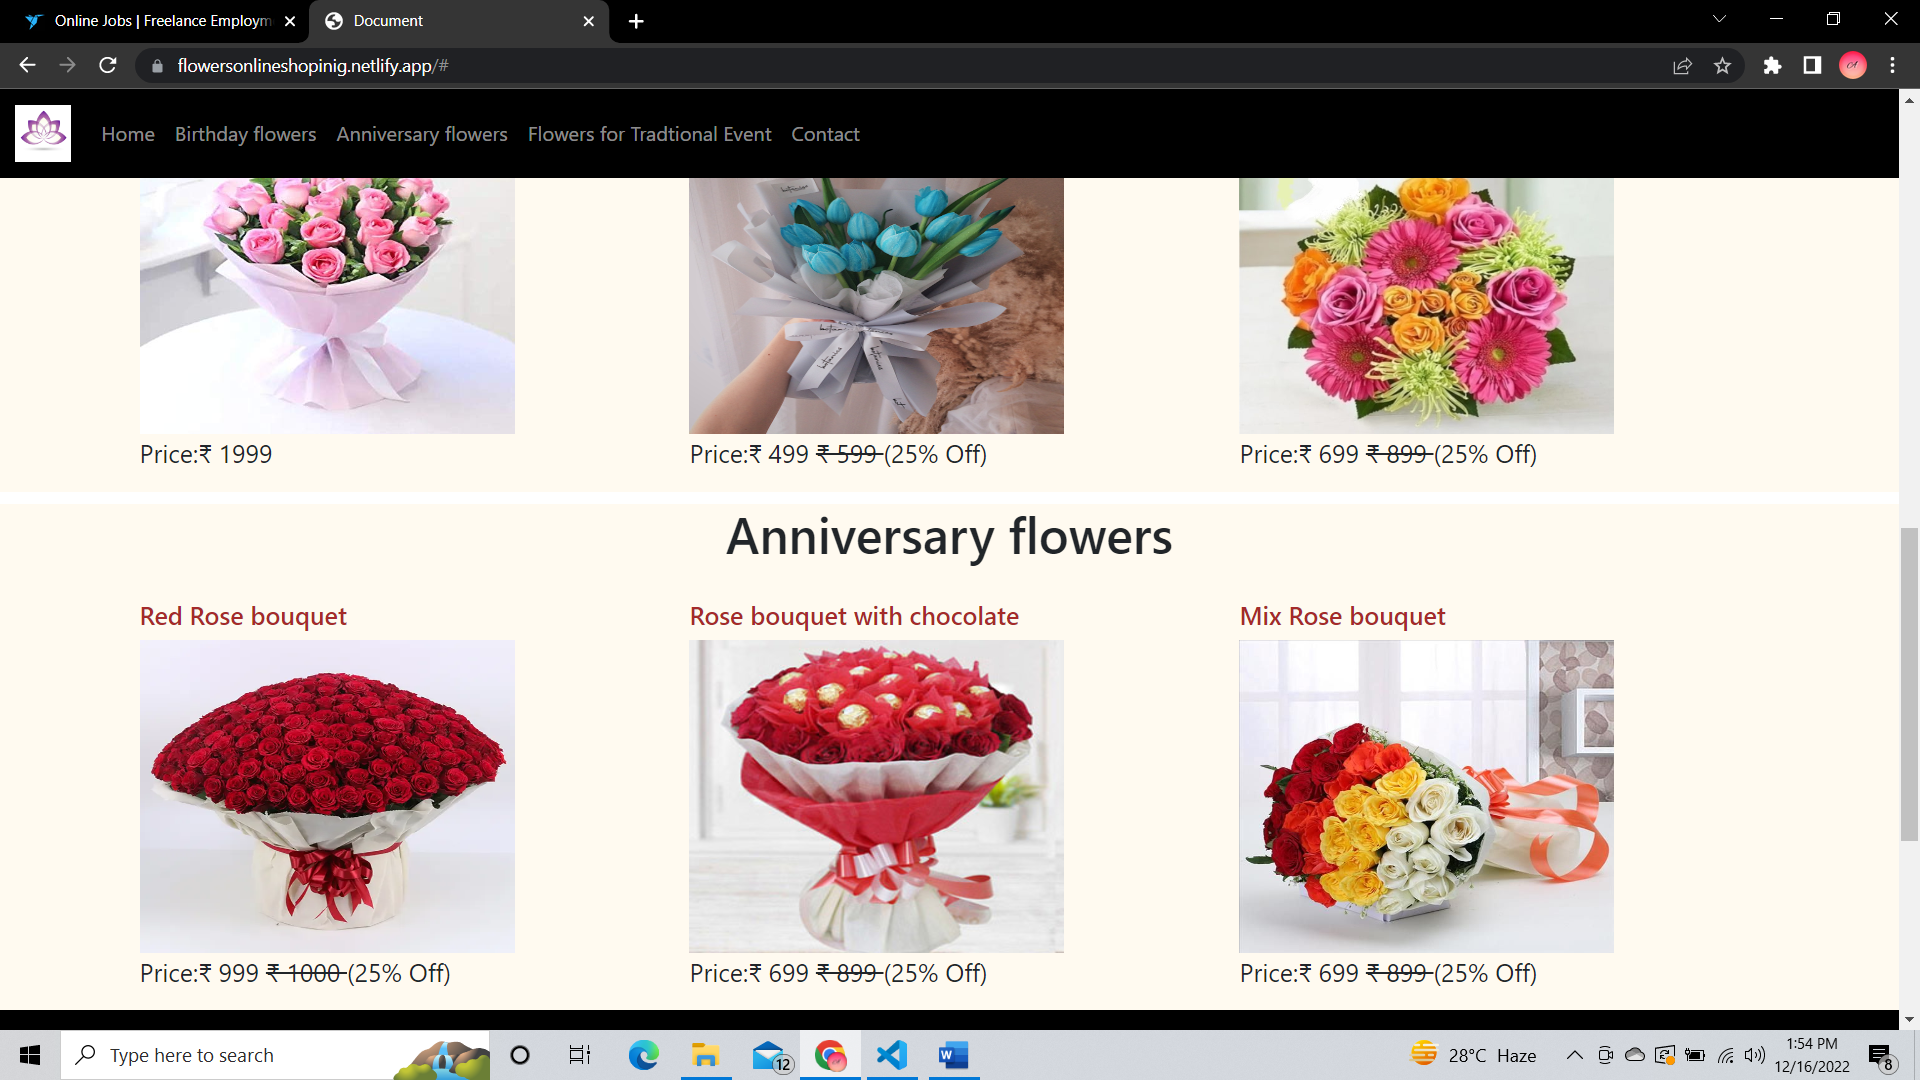 Online Jobs | Freelance Employm
Document
flowersonlineshopinig.netlify.app/#
Home Birthday flowers Anniversary flowers Flowers for Tradtional Event Contact
Price:₹ 1999
Price:₹ 499 ₹ 599 (25% Off)
Price:₹ 699 ₹ 899 (25% Off)
Anniversary flowers
Red Rose bouquet
Rose bouquet with chocolate
Mix Rose bouquet
Price:₹ 999 ₹ 1000 (25% Off)
Price:₹ 699 ₹ 899 (25% Off)
Price:₹ 699 ₹ 899 (25% Off)
Type here to search
12
28°C Haze
1:54 PM
12/16/2022
8